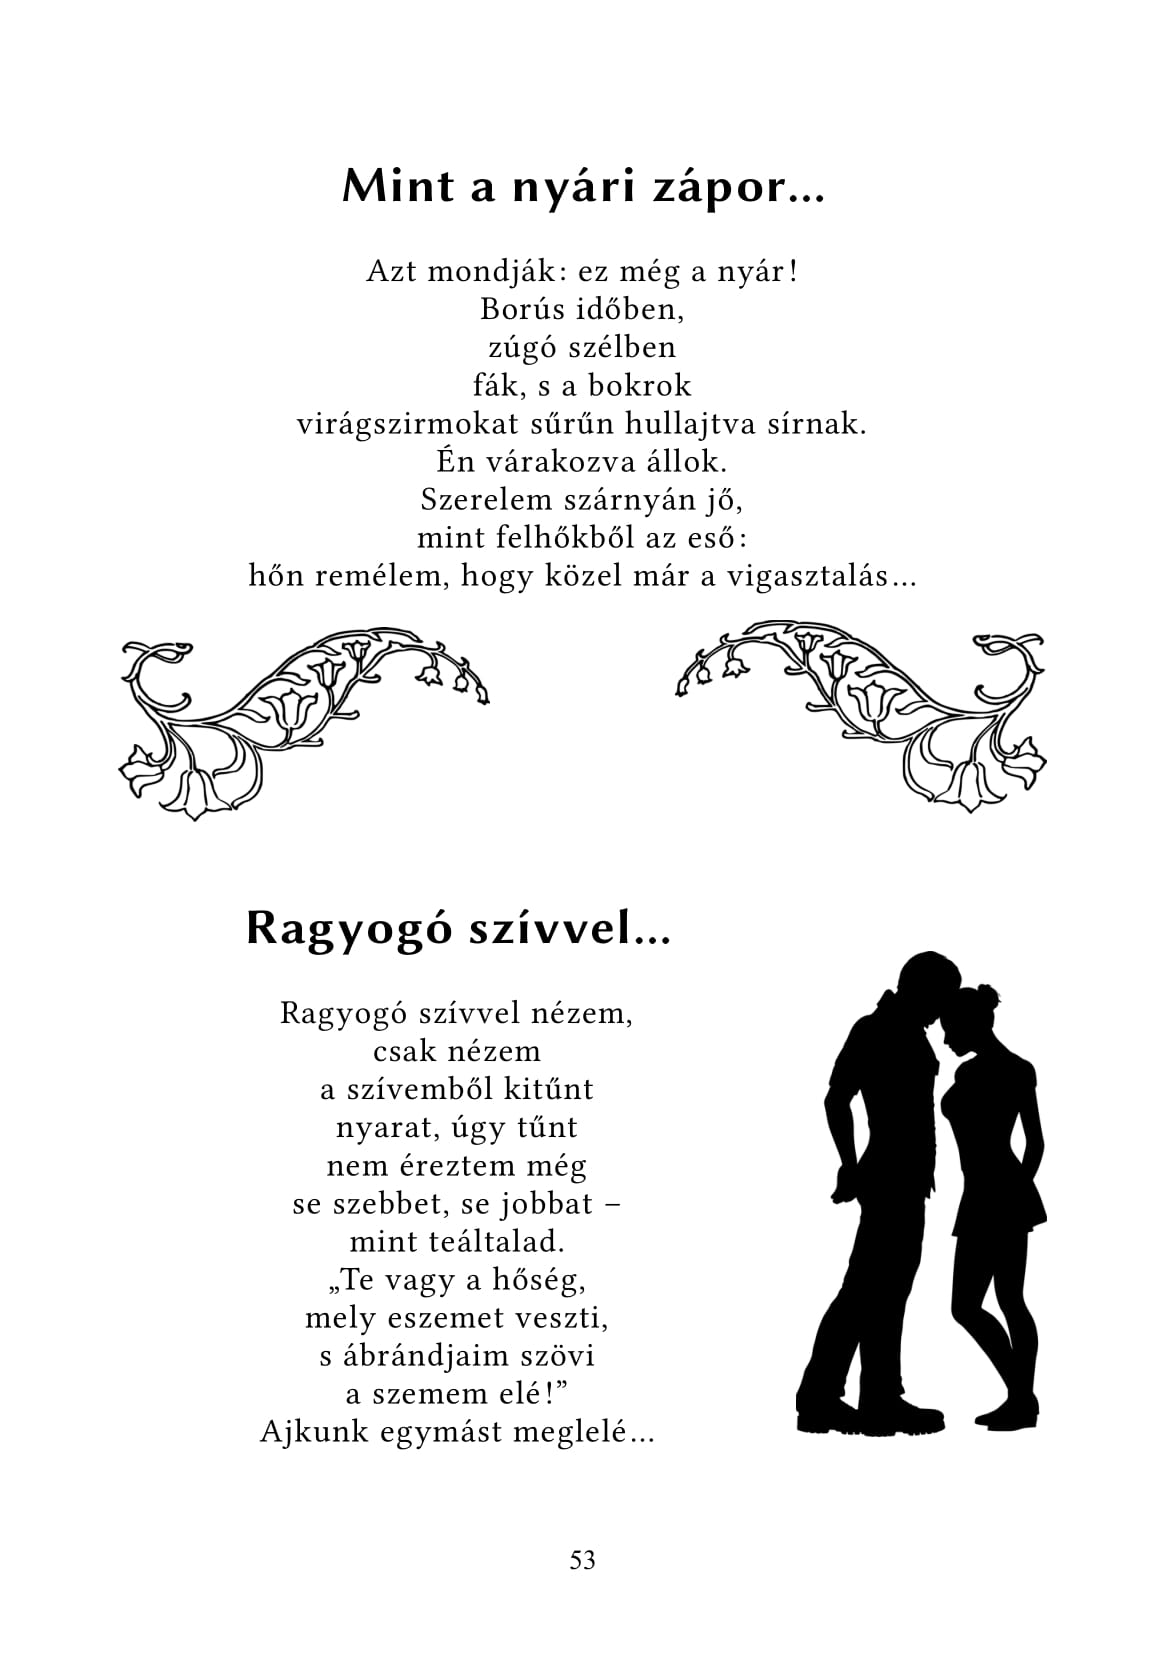 Mint a nyári zápor…
Azt mondják: ez még a nyár!
Borús időben,
zúgó szélben
fák, s a bokrok
virágszirmokat sűrűn hullajtva sírnak.
Én várakozva állok.
Szerelem szárnyán jő,
mint felhőkből az eső:
hőn remélem, hogy közel már a vigasztalás…
Ragyogó szívvel…
Ragyogó szívvel nézem,
csak nézem
a szívemből kitűnt
nyarat, úgy tűnt
nem éreztem még
se szebbet, se jobbat –
mint teáltalad.
„Te vagy a hőség,
mely eszemet veszti,
s ábrándjaim szövi
a szemem elé!”
Ajkunk egymást meglelé…
53